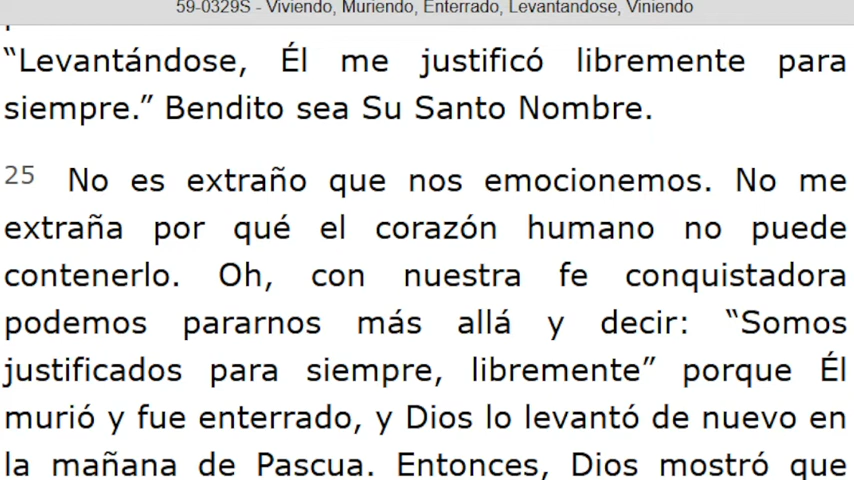 59-0329S - Viviendo, Muriendo, Enterrado, Levantandose, Viniendo
“Levantándose, Él me justificó libremente para
siempre.” Bendito sea Su Santo Nombre.
25 No es extraño que nos emocionemos. No me
extraña por qué el corazón humano no puede
contenerlo. Oh, con nuestra fe conquistadora
podemos pararnos más allá y decir: “Somos
justificados para siempre, libremente” porque Él
murió y fue enterrado, y Dios lo levantó de nuevo en
la mañana de Pascua. Entonces, Dios mostró que